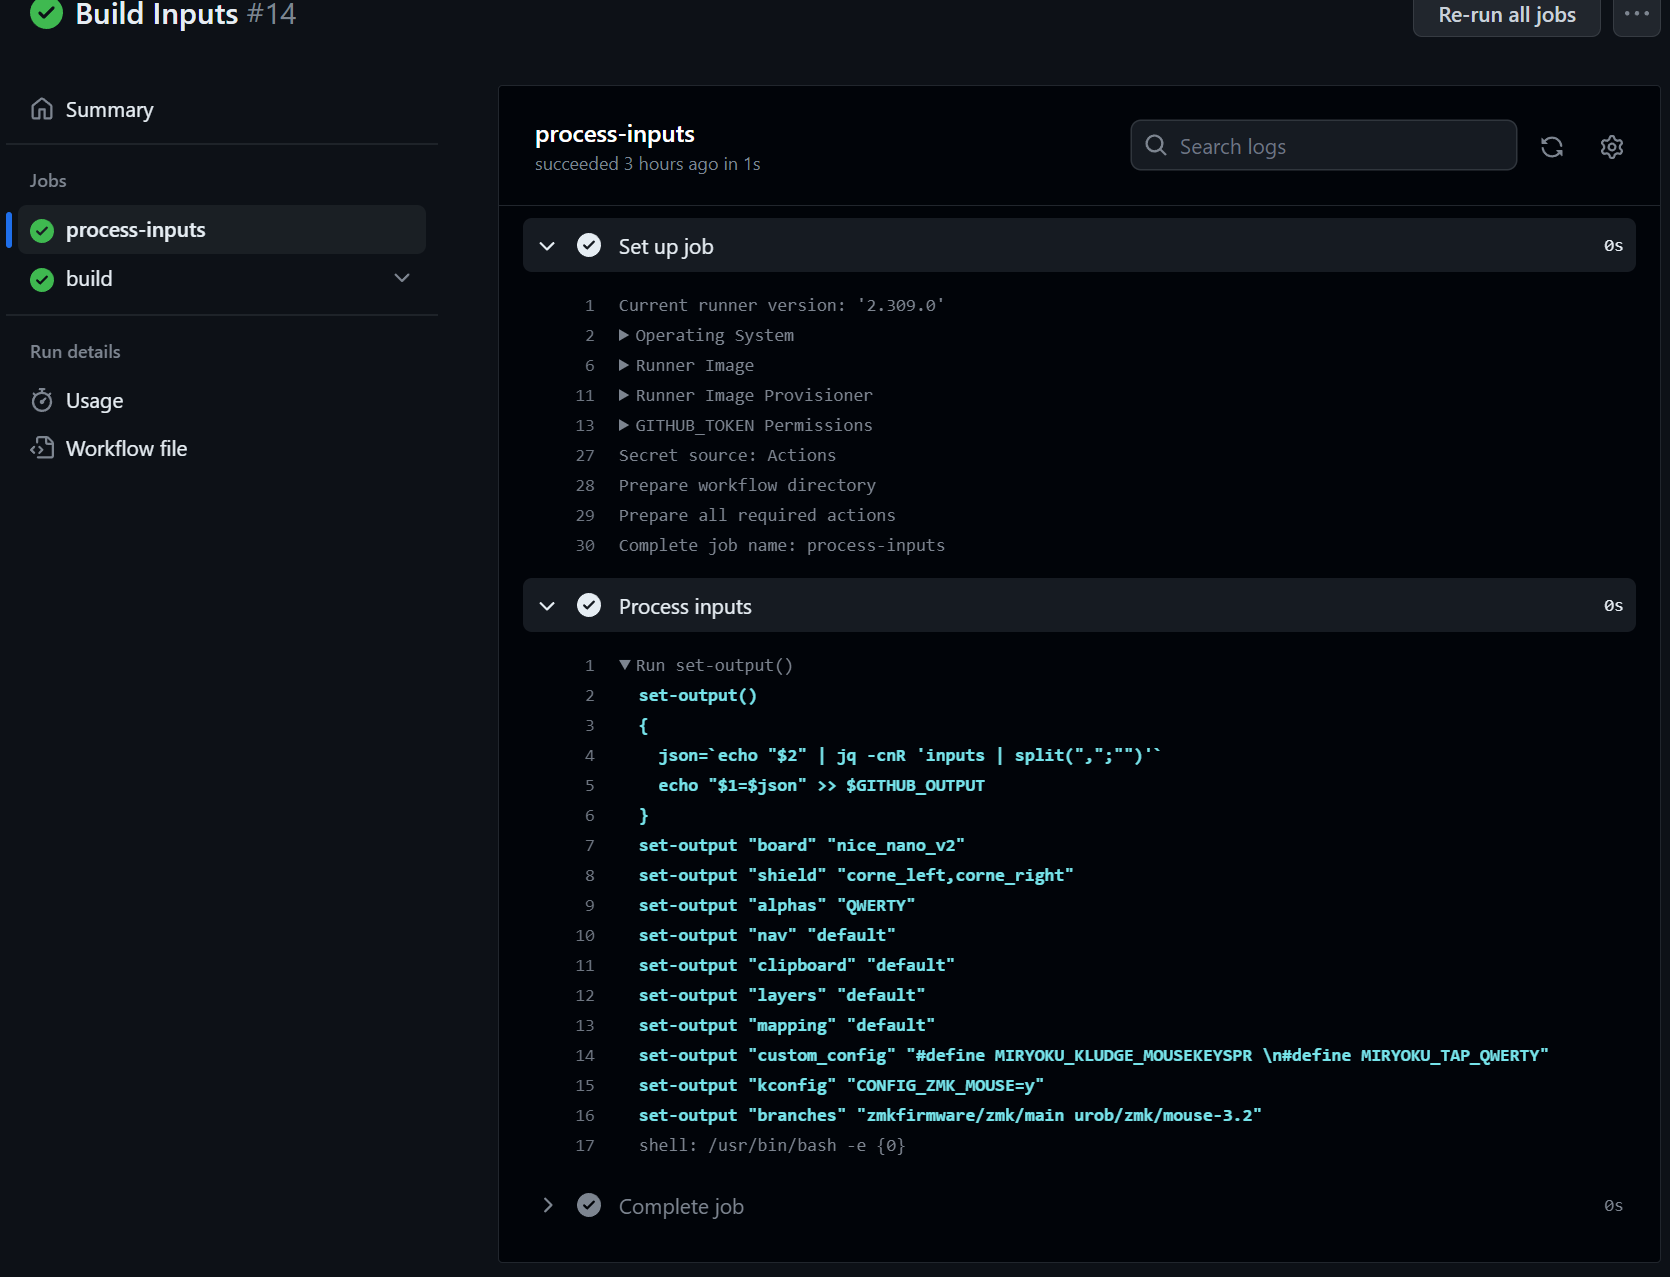 Build Inputs #14
Re-run all jobs
Summary
Jobs
process-inputs
build
Run details
Usage
Workflow file
process-inputs
succeeded 3 hours ago in 1s
Search logs
Set up job 0s
1 Current runner version: '2.309.0'
2 Operating System
6 Runner Image
11 Runner Image Provisioner
13 GITHUB_TOKEN Permissions
27 Secret source: Actions
28 Prepare workflow directory
29 Prepare all required actions
30 Complete job name: process-inputs
Process inputs 0s
1 Run set-output()
2 set-output()
3 {
4 json=`echo "$2" | jq -cnR 'inputs | split(",";"")'`
5 echo "$1=$json" >> $GITHUB_OUTPUT
6 }
7 set-output "board" "nice_nano_v2"
8 set-output "shield" "corne_left,corne_right"
9 set-output "alphas" "QWERTY"
10 set-output "nav" "default"
11 set-output "clipboard" "default"
12 set-output "layers" "default"
13 set-output "mapping" "default"
14 set-output "custom_config" "#define MIRYOKU_KLUDGE_MOUSEKEYSPR \n#define MIRYOKU_TAP_QWERTY"
15 set-output "kconfig" "CONFIG_ZMK_MOUSE=y"
16 set-output "branches" "zmkfirmware/zmk/main urob/zmk/mouse-3.2"
17 shell: /usr/bin/bash -e {0}
Complete job 0s